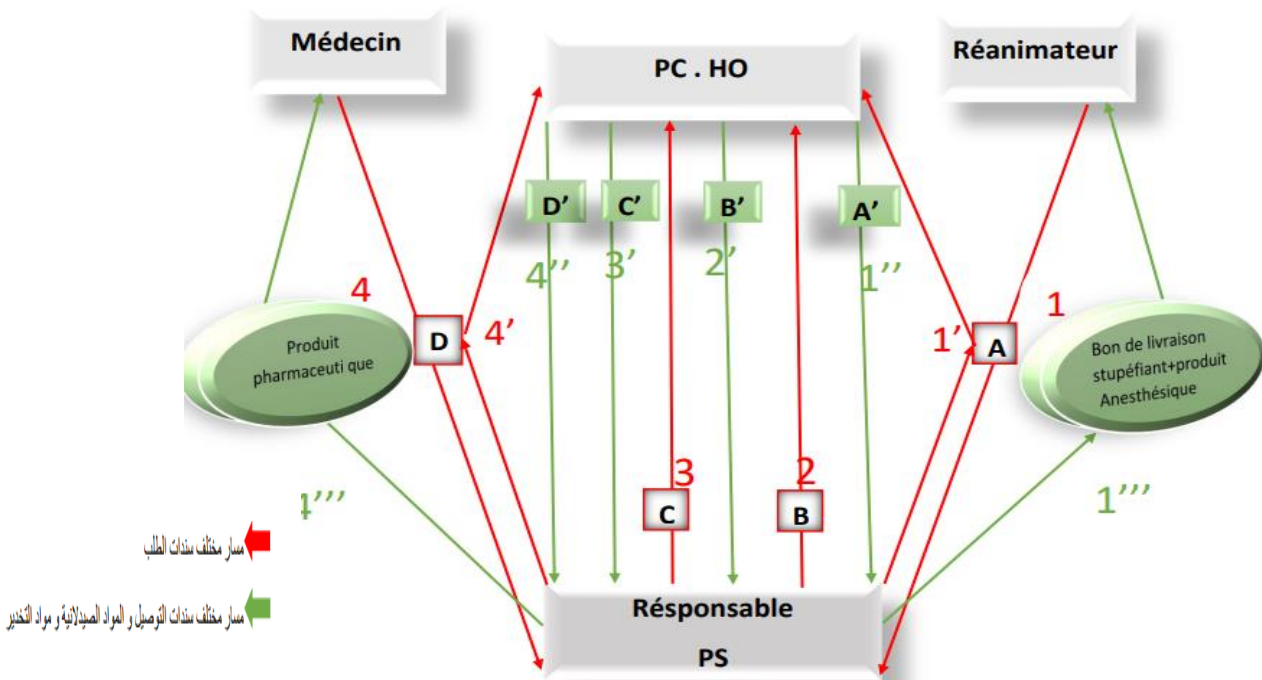 Médecin
PC . HO
Réanimateur
D’
C’
B’
A’
4’’
3’
2’
1’’
4
D
4’
1’
A
1
Produit
pharmaceuti que
Bon de livraison
stupéfiant+produit
Anesthésique
3
2
C
B
4’’’
1’’’
مسار مختلف سندات الطلب
مسار مختلف سندات التوصيل و المواد الصيدلانية و مواد التخدير
Résponsable
PS